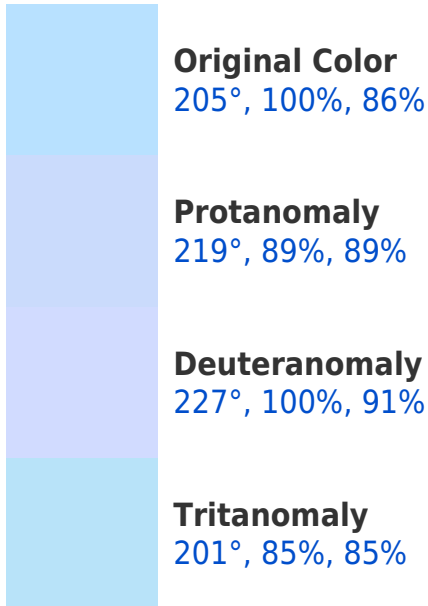 Original Color
205°, 100%, 86%
Protanomaly
219°, 89%, 89%
Deuteranomaly
227°, 100%, 91%
Tritanomaly
201°, 85%, 85%